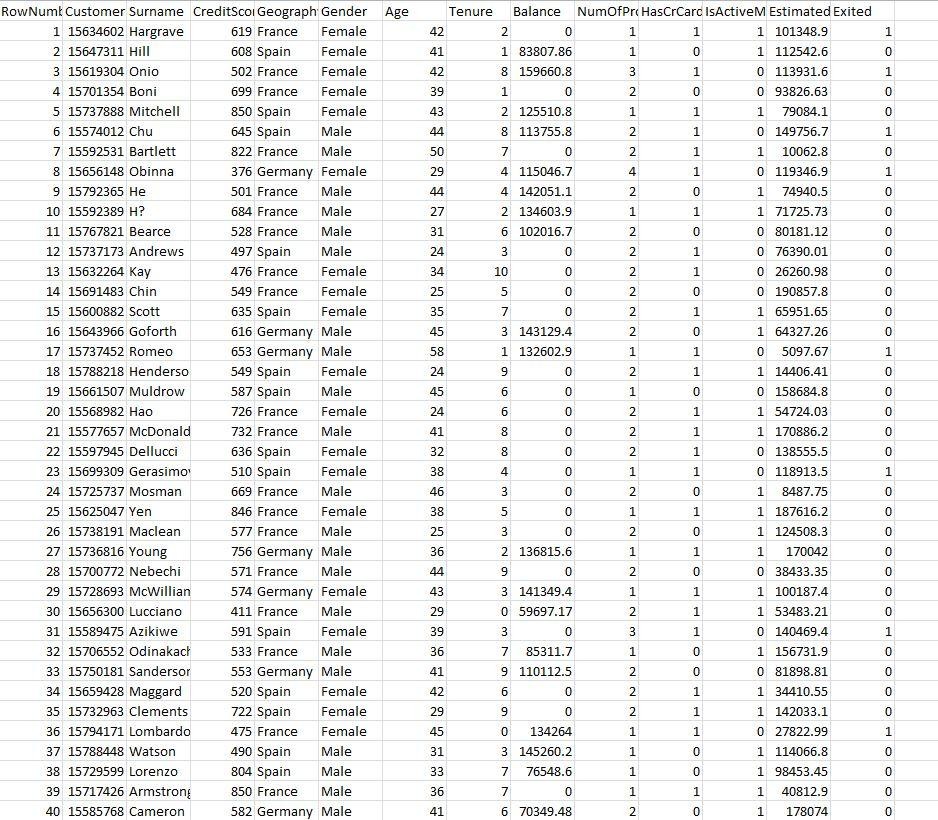 RowNumb Customer Surname CreditScor Geograph Gender Age Tenure Balance NumOfPro HasCrCard IsActiveM Estimated Exited
1 15634602 Hargrave 619 France Female 42 2 0 1 1 1 101348.9 1
2 15647311 Hill 608 Spain Female 41 1 83807.86 1 0 1 112542.6 0
3 15619304 Onio 502 France Female 42 8 159660.8 3 1 0 113931.6 1
4 15701354 Boni 699 France Female 39 1 0 2 0 0 93826.63 0
5 15737888 Mitchell 850 Spain Female 43 2 125510.8 1 1 1 79084.1 0
6 15574012 Chu 645 Spain Male 44 8 113755.8 2 1 0 149756.7 1
7 15592531 Bartlett 822 France Male 50 7 0 2 1 1 10062.8 0
8 15656148 Obinna 376 Germany Female 29 4 115046.7 4 1 0 119346.9 1
9 15792365 He 501 France Male 44 4 142051.1 2 0 1 74940.5 0
10 15592389 H? 684 France Male 27 2 134603.9 1 1 1 71725.73 0
11 15767821 Bearce 528 France Male 31 6 102016.7 2 0 0 80181.12 0
12 15737173 Andrews 497 Spain Male 24 3 0 2 1 0 76390.01 0
13 15632264 Kay 476 France Female 34 10 0 2 1 0 26260.98 0
14 15691483 Chin 549 France Female 25 5 0 2 0 0 190857.8 0
15 15600882 Scott 635 Spain Female 35 7 0 2 1 1 65951.65 0
16 15643966 Goforth 616 Germany Male 45 3 143129.4 2 0 1 64327.26 0
17 15737452 Romeo 653 Germany Male 58 1 132602.9 1 1 0 5097.67 1
18 15788218 Henderso 549 Spain Female 24 9 0 2 1 1 14406.41 0
19 15661507 Muldrow 587 Spain Male 45 6 0 1 0 0 158684.8 0
20 15568982 Hao 726 France Female 24 6 0 2 1 1 54724.03 0
21 15577657 McDonald 732 France Male 41 8 0 2 1 1 170886.2 0
22 15597945 Dellucci 636 Spain Female 32 8 0 2 1 0 138555.5 0
23 15699309 Gerasimov 510 Spain Female 38 4 0 1 1 0 118913.5 1
24 15725737 Mosman 669 France Male 46 3 0 2 0 1 8487.75 0
25 15625047 Yen 846 France Female 38 5 0 1 1 1 187616.2 0
26 15738191 Maclean 577 France Male 25 3 0 2 0 1 124508.3 0
27 15736816 Young 756 Germany Male 36 2 136815.6 1 1 1 170042 0
28 15700772 Nebechi 571 France Male 44 9 0 2 0 0 38433.35 0
29 15728693 McWillian 574 Germany Female 43 3 141349.4 1 1 1 100187.4 0
30 15656300 Lucciano 411 France Male 29 0 59697.17 2 1 1 53483.21 0
31 15589475 Azikiwe 591 Spain Female 39 3 0 3 1 0 140469.4 1
32 15706552 Odinakach 533 France Male 36 7 85311.7 1 0 1 156731.9 0
33 15750181 Sanderson 553 Germany Male 41 9 110112.5 2 0 0 81898.81 0
34 15659428 Maggard 520 Spain Female 42 6 0 2 1 1 34410.55 0
35 15732963 Clements 722 Spain Female 29 9 0 2 1 1 142033.1 0
36 15794171 Lombardo 475 France Female 45 0 134264 1 1 0 27822.99 1
37 15788448 Watson 490 Spain Male 31 3 145260.2 1 0 1 114066.8 0
38 15729599 Lorenzo 804 Spain Male 33 7 76548.6 1 0 1 98453.45 0
39 15717426 Armstrong 850 France Male 36 7 0 1 1 1 40812.9 0
40 15585768 Cameron 582 Germany Male 41 6 70349.48 2 0 1 178074 0